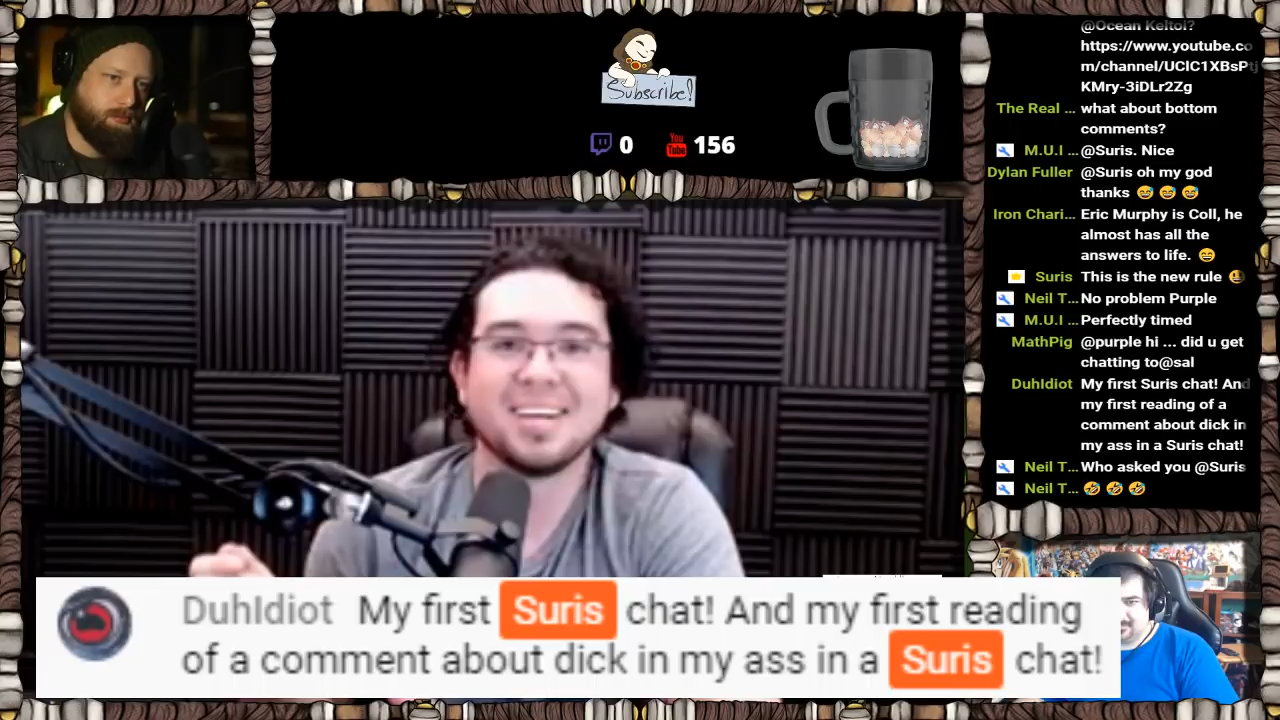 Subscribe!
0
You
Tube
156
@Ocean Keltoi?
https://www.youtube.co
m/channel/UCIC1XBsPtj
KMry-3iDLr2Zg
The Real ... what about bottom
comments?
M.U.I ... @Suris. Nice
Dylan Fuller @Suris oh my god
thanks 😅 😅 😅
Iron Chari... Eric Murphy is Coll, he
almost has all the
answers to life. 😄
Suris This is the new rule
Neil T... No problem Purple
M.U.I ... Perfectly timed
MathPig @purple hi ... did u get
chatting to@sal
DuhIdiot My first Suris chat! And
my first reading of a
comment about dick in
my ass in a Suris chat!
Neil T... Who asked you @Suris
Neil T... 🤣 🤣 🤣
DuhIdiot My first Suris chat! And my first reading
of a comment about dick in my ass in a Suris chat!